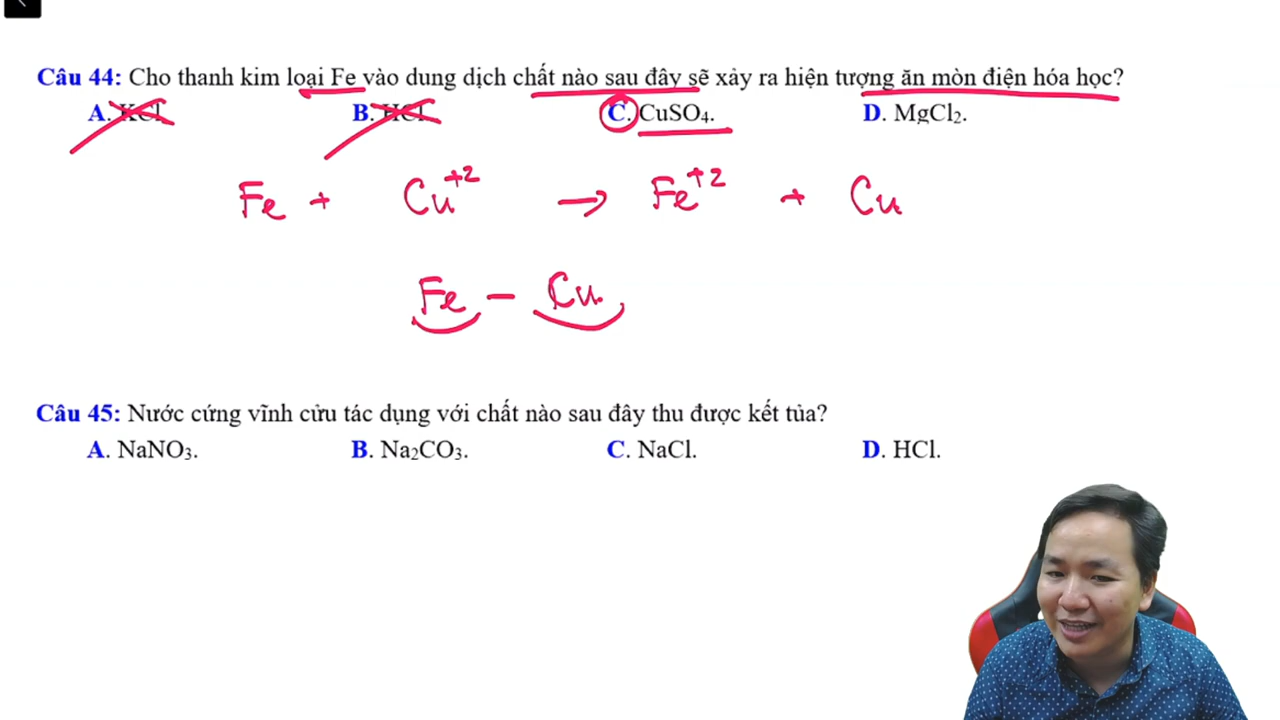 Câu 44: Cho thanh kim loại Fe vào dung dịch chất nào sau đây sẽ xảy ra hiện tượng ăn mòn điện hóa học?
A. KCl B. HCl C. CuSO₄. D. MgCl₂.
Fe + Cu⁺² → Fe⁺² + Cu
Fe - Cu
Câu 45: Nước cứng vĩnh cửu tác dụng với chất nào sau đây thu được kết tủa?
A. NaNO₃. B. Na₂CO₃. C. NaCl. D. HCl.